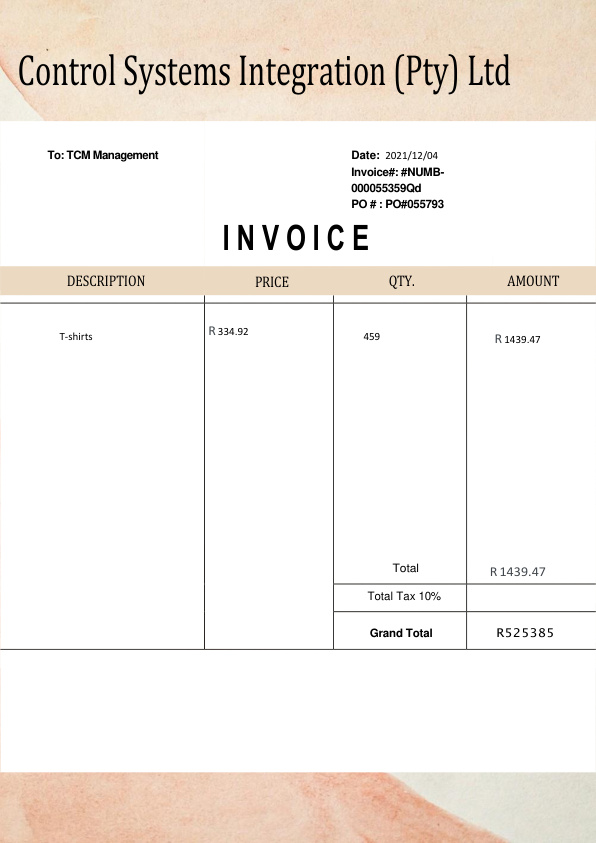 Control Systems Integration (Pty) Ltd
To: TCM Management
Date: 2021/12/04
Invoice#: #NUMB-
000055359Qd
PO # : PO#055793
INVOICE
DESCRIPTION PRICE QTY. AMOUNT
T-shirts R 334.92 459 R 1439.47
Total R 1439.47
Total Tax 10%
Grand Total R525385